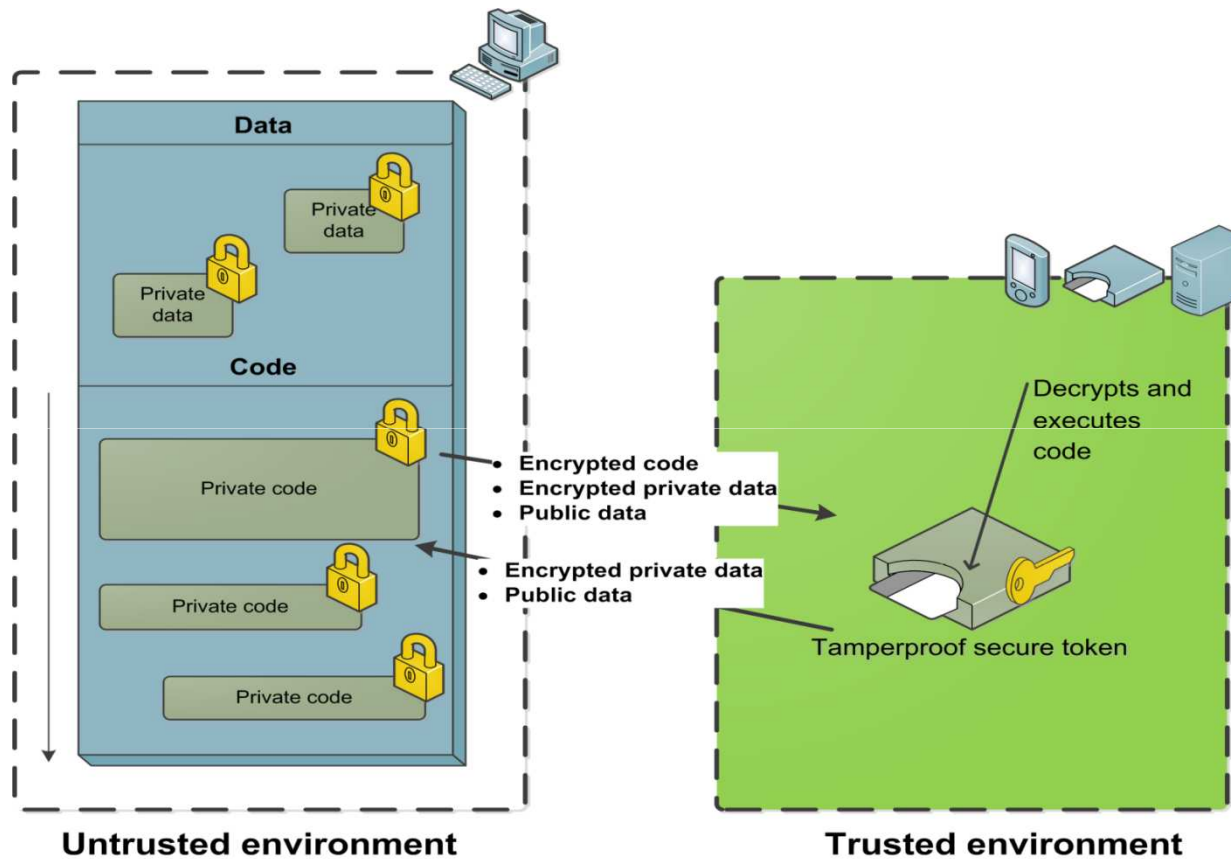 Data
Private
data
Private
data
Code
Private code
Private code
Private code
• Encrypted code
• Encrypted private data
• Public data
• Encrypted private data
• Public data
Decrypts and
executes
code
Tamperproof secure token
Untrusted environment
Trusted environment